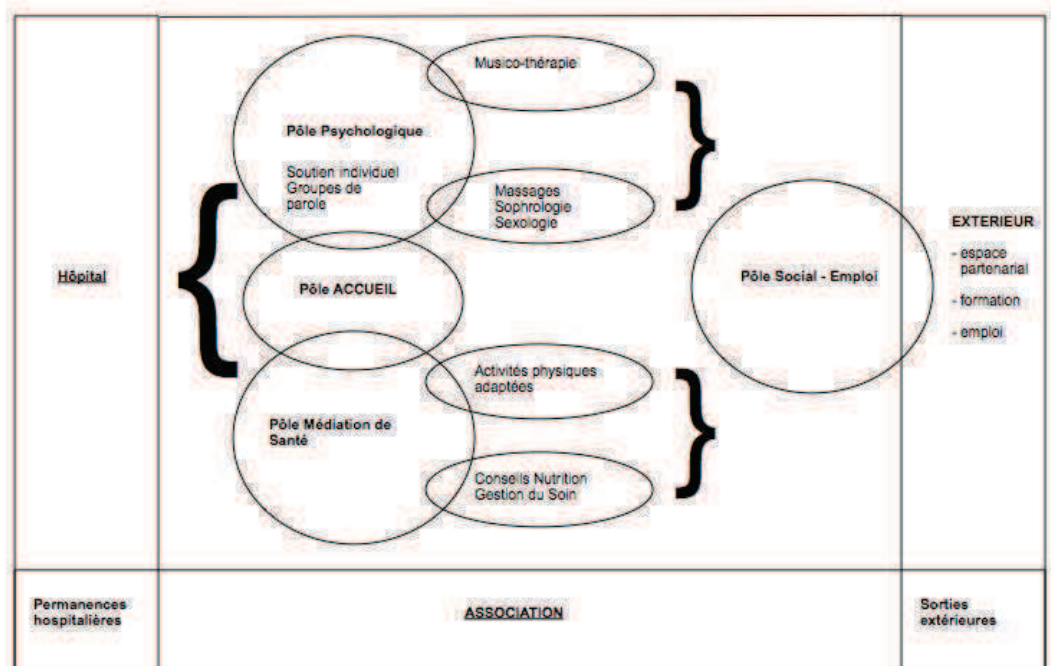 Musico-thérapie
Pôle Psychologique
Soutien individuel
Groupes de
parole
Massages
Sophrologie
Sexologie
Hôpital
Pôle ACCUEIL
Pôle Social - Emploi
EXTERIEUR
- espace
partenarial
- formation
- emploi
Activités physiques
adaptées
Pôle Médiation de
Santé
Conseils Nutrition
Gestion du Soin
Permanences
hospitalières
ASSOCIATION
Sorties
extérieures